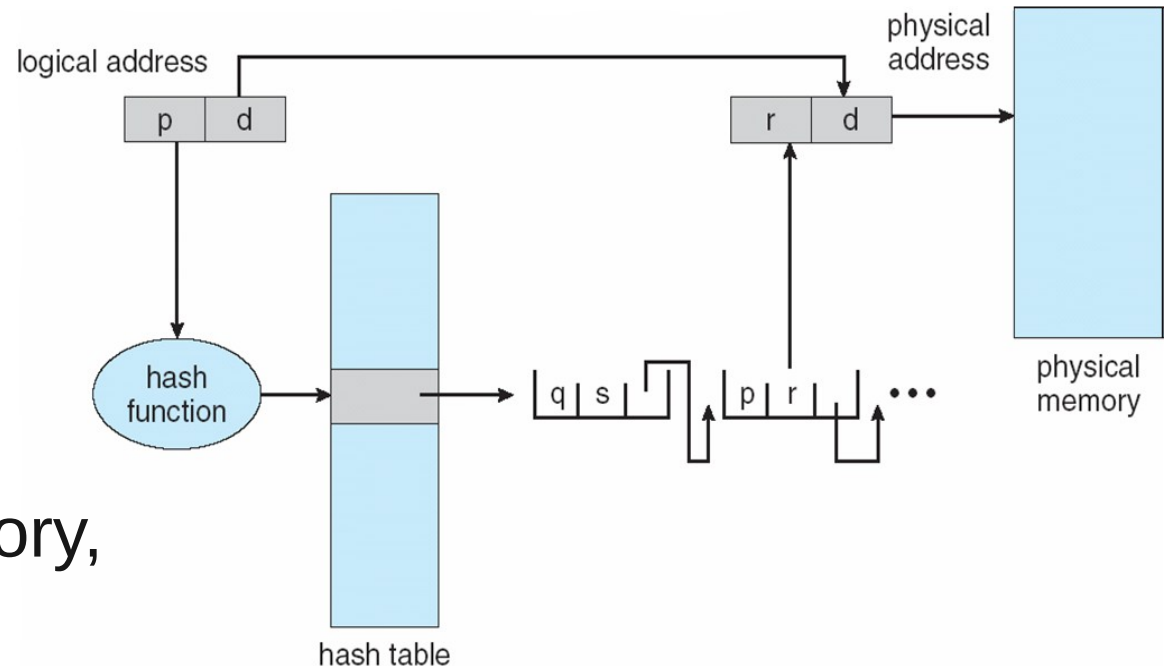 logical address
physical
address
p d
r d
hash
function
q s
p r
•••
physical
memory
ory,
hash table